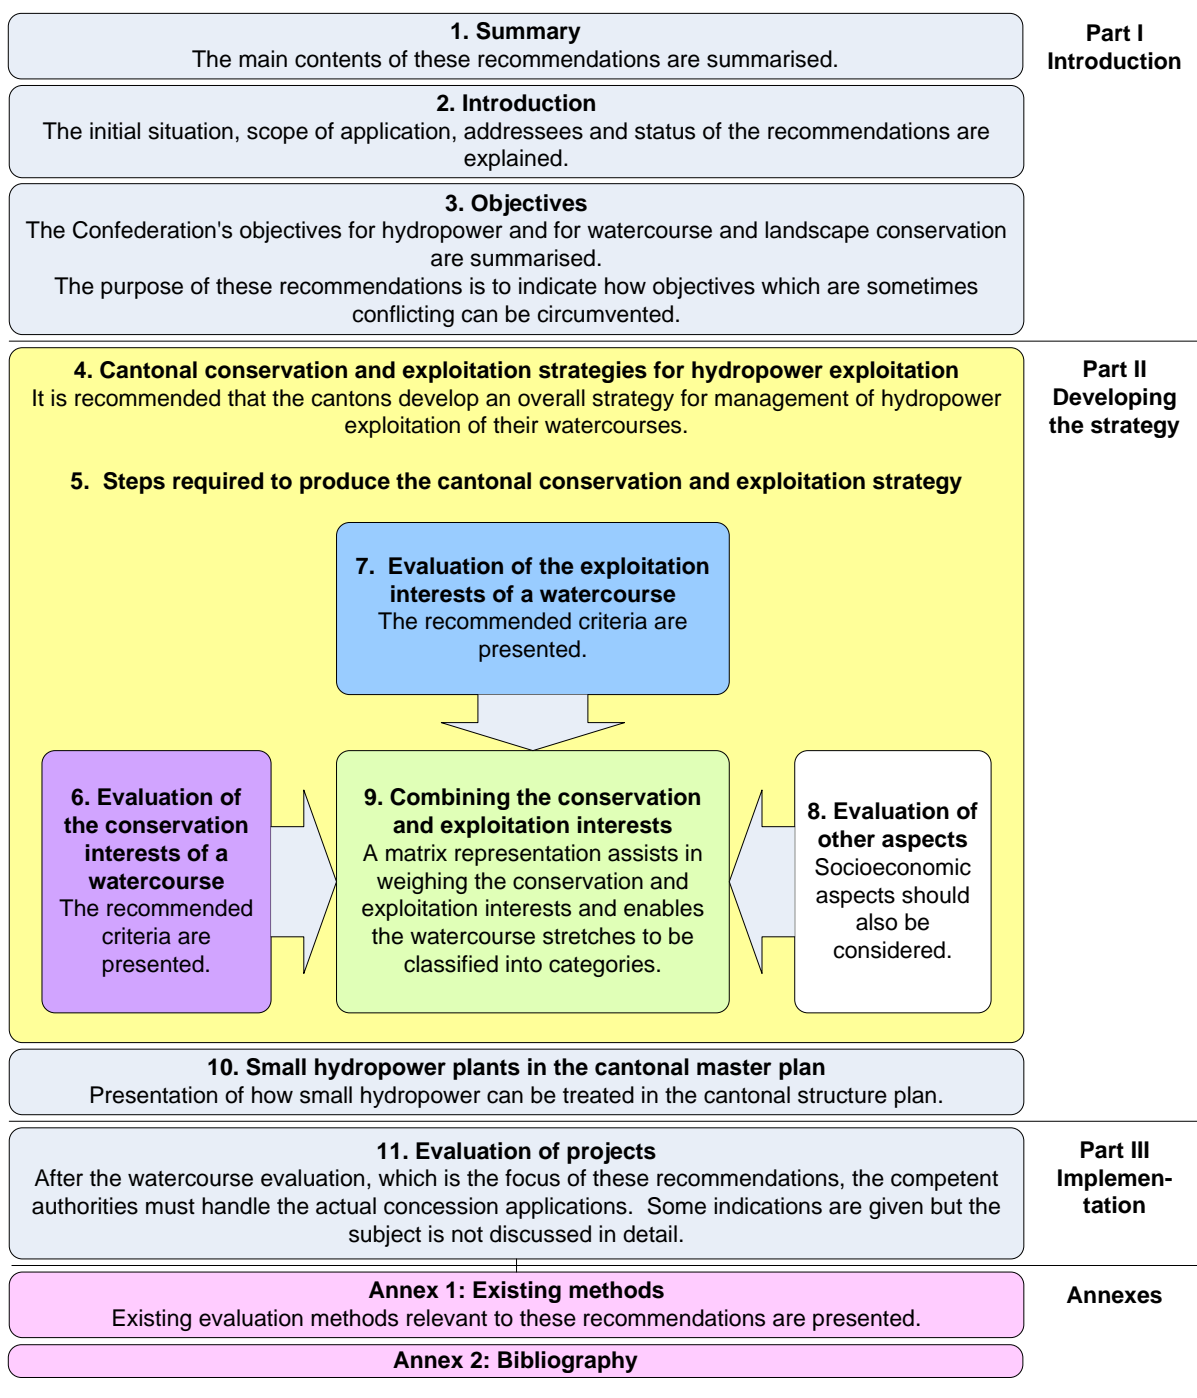 1. Summary
The main contents of these recommendations are summarised.
Part I
Introduction
2. Introduction
The initial situation, scope of application, addressees and status of the recommendations are
explained.
3. Objectives
The Confederation's objectives for hydropower and for watercourse and landscape conservation
are summarised.
The purpose of these recommendations is to indicate how objectives which are sometimes
conflicting can be circumvented.
4. Cantonal conservation and exploitation strategies for hydropower exploitation
It is recommended that the cantons develop an overall strategy for management of hydropower
exploitation of their watercourses.
Part II
Developing
the strategy
5. Steps required to produce the cantonal conservation and exploitation strategy
7. Evaluation of the exploitation
interests of a watercourse
The recommended criteria are
presented.
6. Evaluation of
the conservation
interests of a
watercourse
The recommended
criteria are
presented.
9. Combining the conservation
and exploitation interests
A matrix representation assists in
weighing the conservation and
exploitation interests and enables
the watercourse stretches to be
classified into categories.
8. Evaluation of
other aspects
Socioeconomic
aspects should
also be
considered.
10. Small hydropower plants in the cantonal master plan
Presentation of how small hydropower can be treated in the cantonal structure plan.
11. Evaluation of projects
After the watercourse evaluation, which is the focus of these recommendations, the competent
authorities must handle the actual concession applications. Some indications are given but the
subject is not discussed in detail.
Part III
Implemen-
tation
Annex 1: Existing methods
Existing evaluation methods relevant to these recommendations are presented.
Annexes
Annex 2: Bibliography